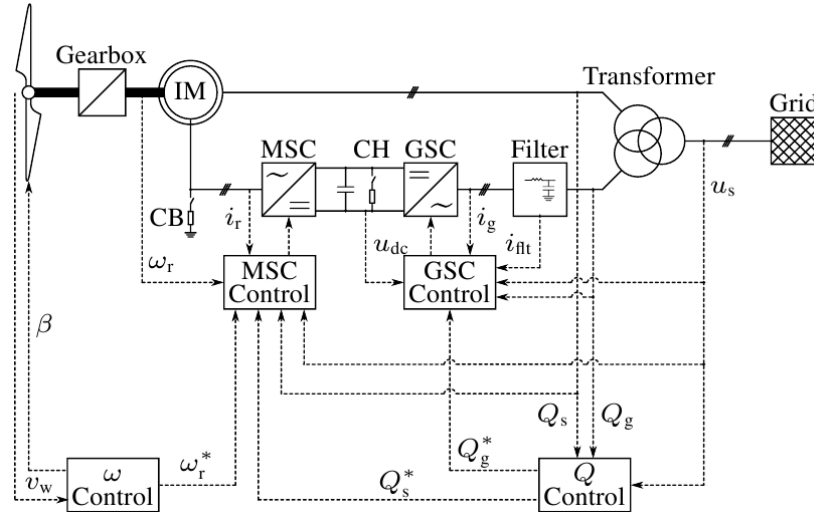 Gearbox
IM
Transformer
Grid
MSC
CH
GSC
Filter
CB
i_r
u_dc
i_g
i_flt
u_s
ω_r
MSC
Control
GSC
Control
β
Q_s
Q_g
v_w
ω
Control
ω_r^*
Q_s^*
Q_g^*
Q
Control